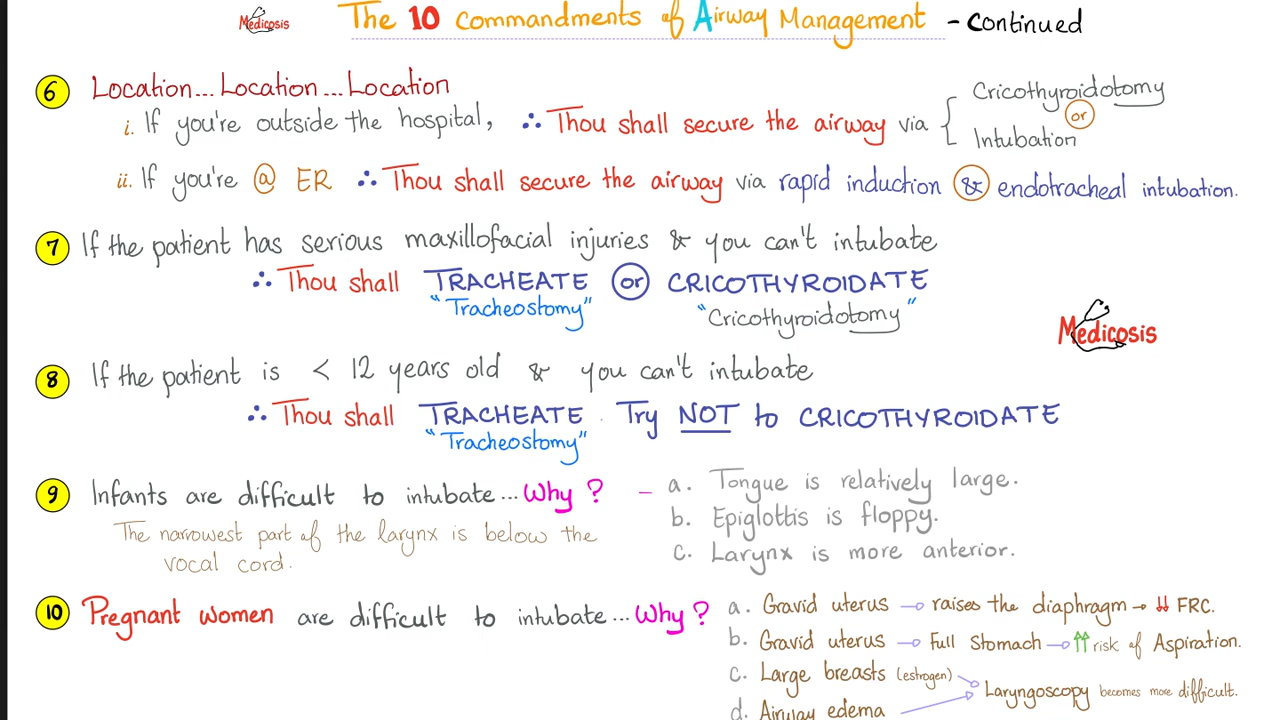 Medicosis
The 10 Commandments of Airway Management - Continued
6 Location... Location... Location
i. If you're outside the hospital, ∴ Thou shall secure the airway via { Cricothyroidotomy
or
Intubation
ii. If you're @ ER ∴ Thou shall secure the airway via rapid induction & endotracheal intubation.
7 If the patient has serious maxillofacial injuries & you can't intubate
∴ Thou shall TRACHEATE or CRICOTHYROIDATE
"Tracheostomy" "Cricothyroidotomy"
Medicosis
8 If the patient is < 12 years old & you can't intubate
∴ Thou shall TRACHEATE. Try NOT to CRICOTHYROIDATE
"Tracheostomy"
9 Infants are difficult to intubate... Why?
The narrowest part of the larynx is below the
vocal cord.
– a. Tongue is relatively large.
b. Epiglottis is floppy.
c. Larynx is more anterior.
10 Pregnant women are difficult to intubate... Why?
a. Gravid uterus → raises the diaphragm → ↓↓ FRC.
b. Gravid uterus → Full Stomach → ↑↑ risk of Aspiration.
c. Large breasts (estrogen)
d. Airway edema
→ Laryngoscopy becomes more difficult.